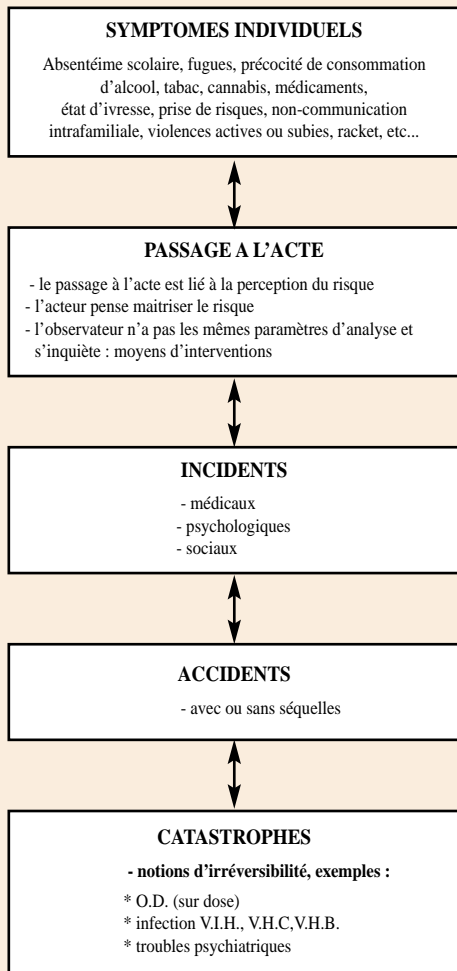 SYMPTOMES INDIVIDUELS
Absentéime scolaire, fugues, précocité de consommation
d'alcool, tabac, cannabis, médicaments,
état d'ivresse, prise de risques, non-communication
intrafamiliale, violences actives ou subies, racket, etc...
PASSAGE A L'ACTE
- le passage à l'acte est lié à la perception du risque
- l'acteur pense maitriser le risque
- l'observateur n'a pas les mêmes paramètres d'analyse et
s'inquiète : moyens d'interventions
INCIDENTS
- médicaux
- psychologiques
- sociaux
ACCIDENTS
- avec ou sans séquelles
CATASTROPHES
- notions d'irréversibilité, exemples :
* O.D. (sur dose)
* infection V.I.H., V.H.C,V.H.B.
* troubles psychiatriques